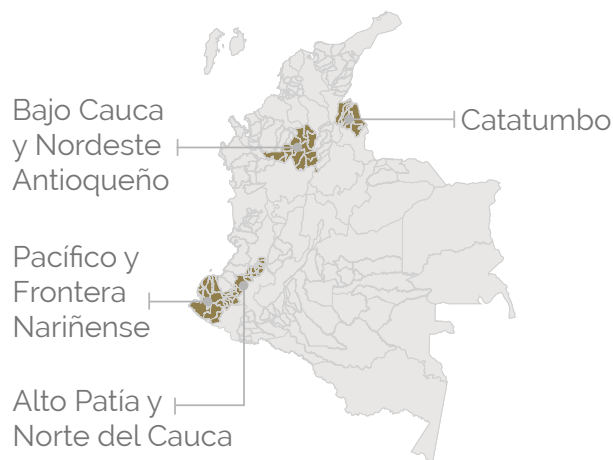 Bajo Cauca
y Nordeste
Antioqueño
Catatumbo
Pacífico y
Frontera
Nariñense
Alto Patía y
Norte del Cauca